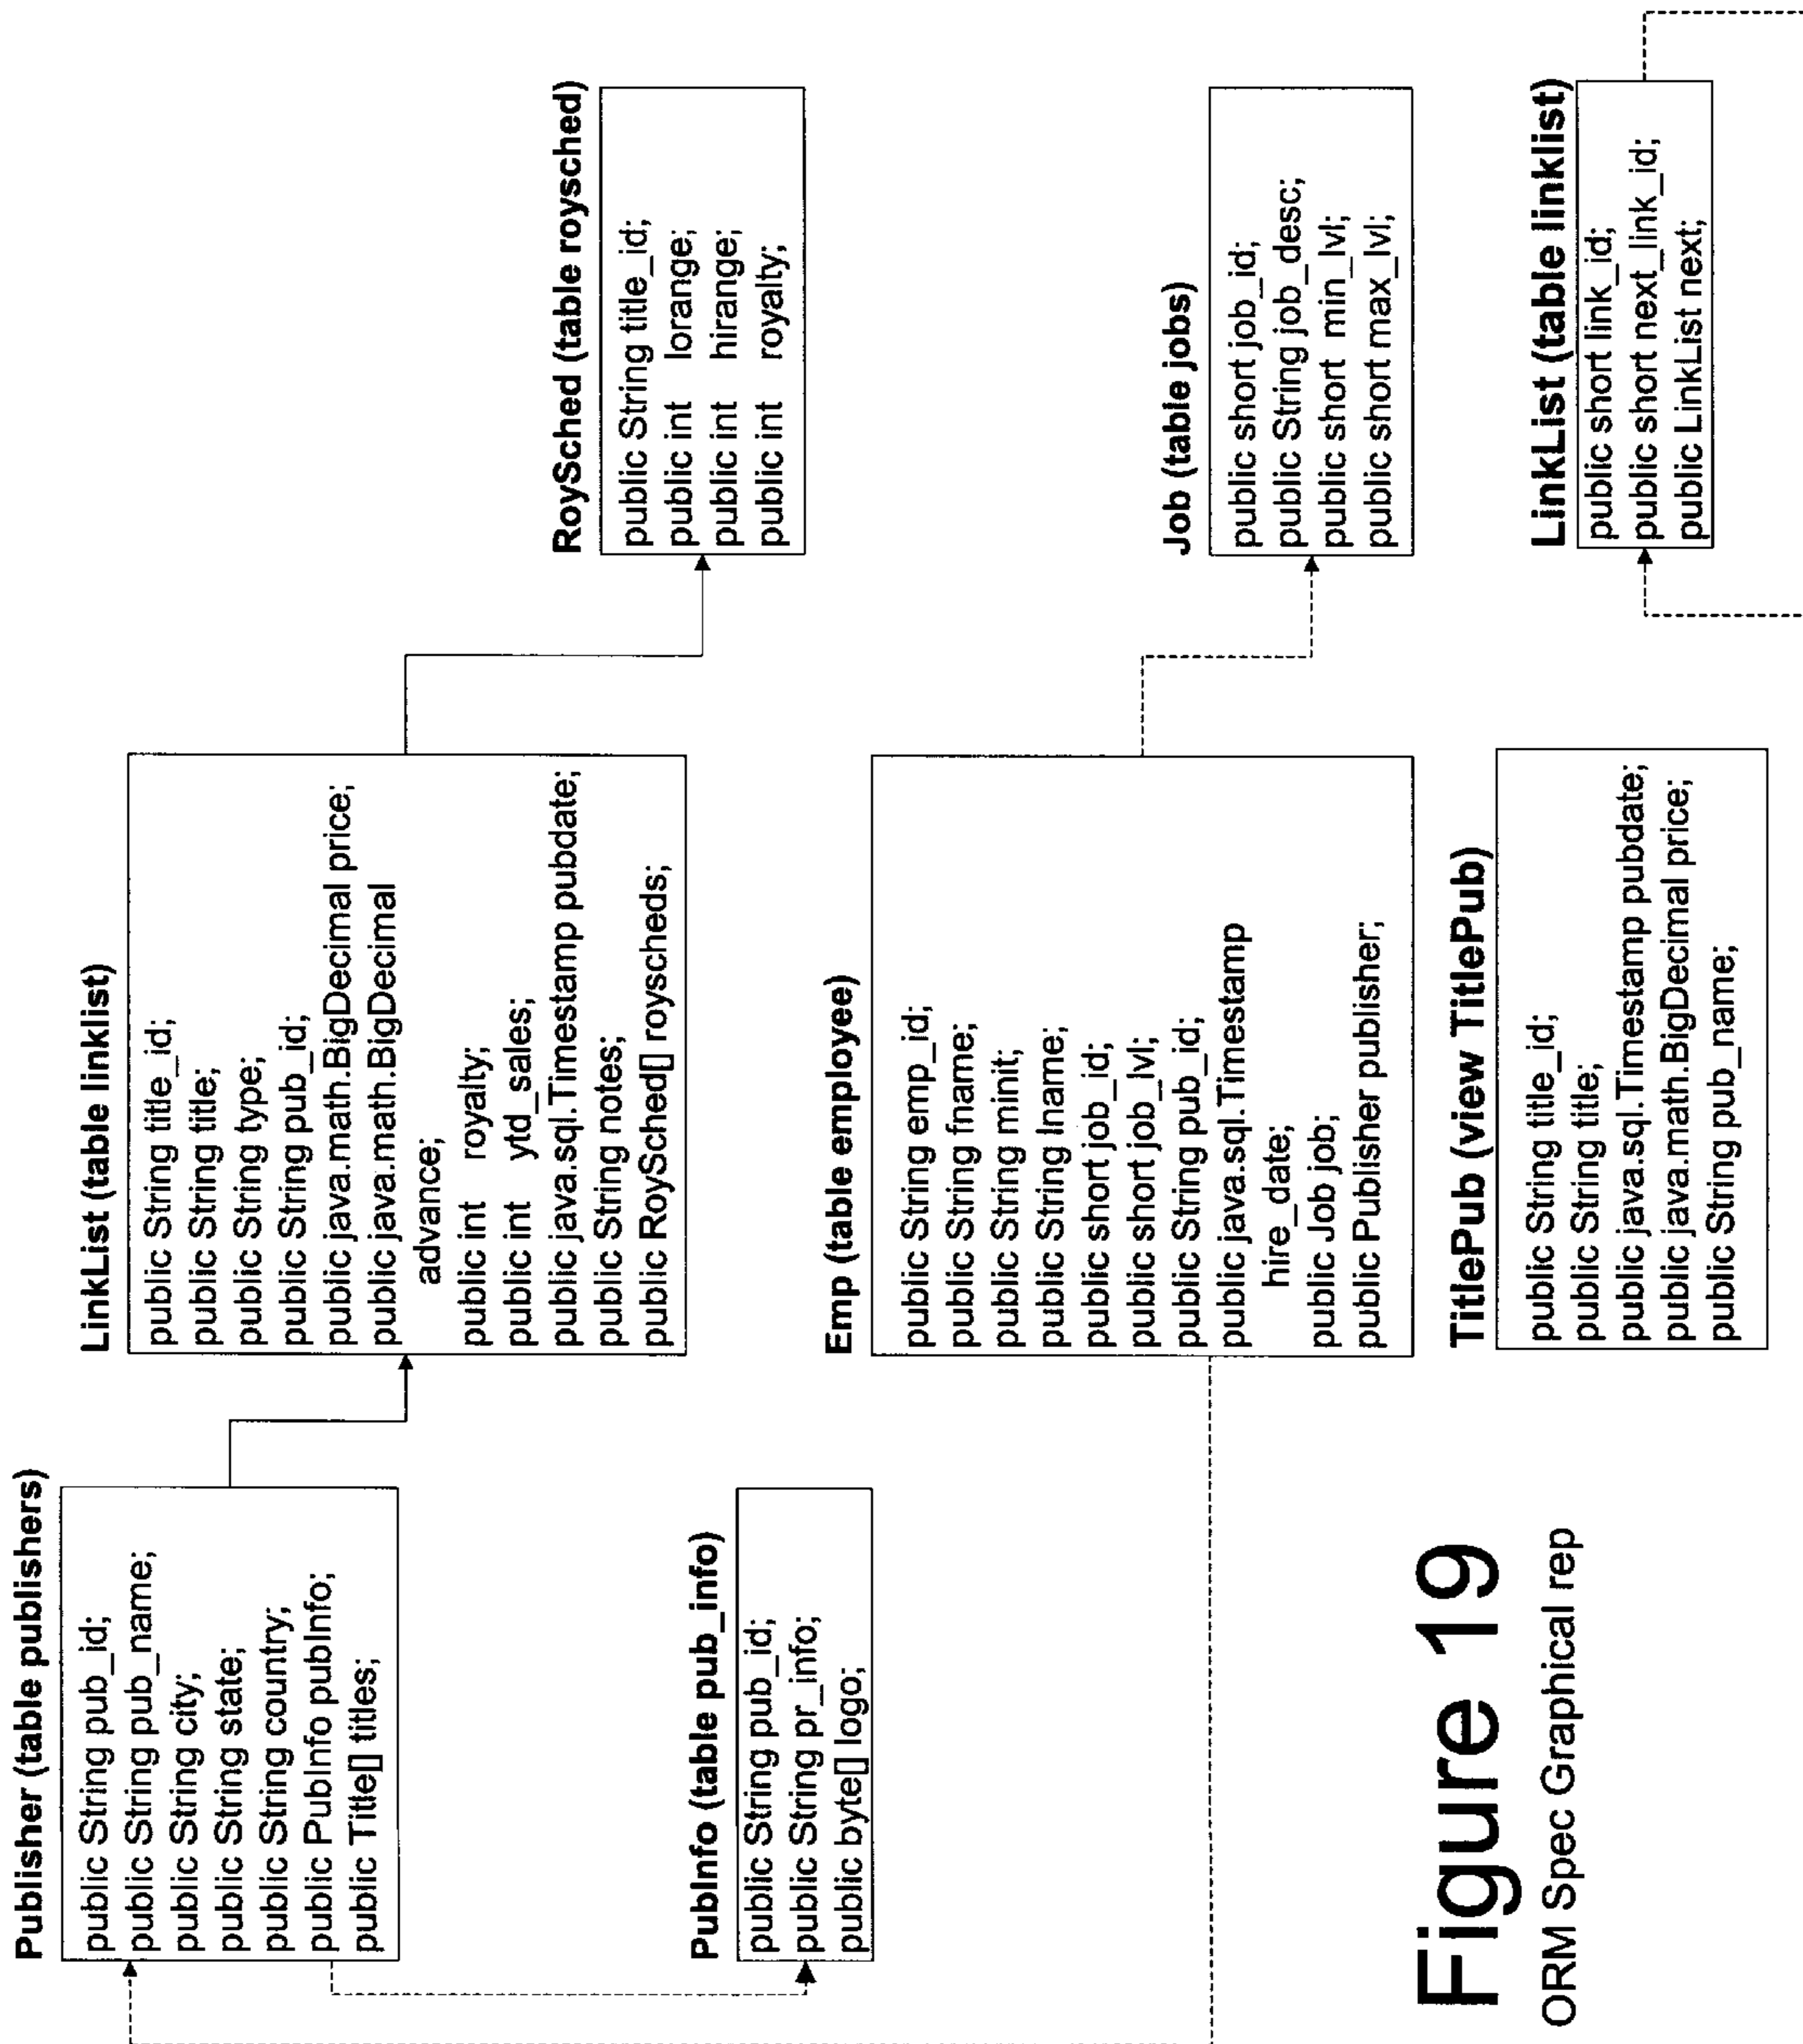 Publisher (table publishers)
public String pub_id;
public String pub_name;
public String city;
public String state;
public String country;
public PubInfo pubInfo;
public Title[] titles;
PubInfo (table pub_info)
public String pub_id;
public String pr_info;
public byte[] logo;
LinkList (table linklist)
public String title_id;
public String title;
public String type;
public String pub_id;
public java.math.BigDecimal price;
public java.math.BigDecimal
advance;
public int royalty;
public int ytd_sales;
public java.sql.Timestamp pubdate;
public String notes;
public RoySched[] royscheds;
Emp (table employee)
public String emp_id;
public String fname;
public String minit;
public String lname;
public short job_id;
public short job_lvl;
public String pub_id;
public java.sql.Timestamp
hire_date;
public Job job;
public Publisher publisher;
TitlePub (view TitlePub)
public String title_id;
public String title;
public java.sql.Timestamp pubdate;
public java.math.BigDecimal price;
public String pub_name;
RoySched (table roysched)
public String title_id;
public int lorange;
public int hirange;
public int royalty;
Job (table jobs)
public short job_id;
public String job_desc;
public short min_lvl;
public short max_lvl;
LinkList (table linklist)
public short link_id;
public short next_link_id;
public LinkList next;
Figure 19
ORM Spec Graphical rep